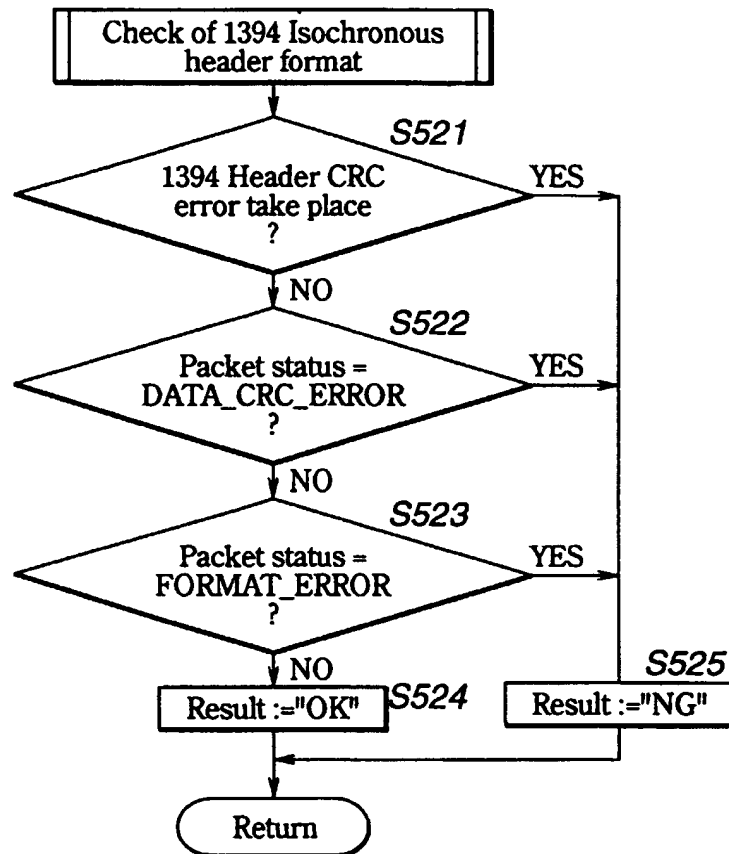 Check of 1394 Isochronous
header format
S521
1394 Header CRC
error take place
?
YES
NO
S522
Packet status =
DATA_CRC_ERROR
?
YES
NO
S523
Packet status =
FORMAT_ERROR
?
YES
NO
S524
Result :="OK"
S525
Result :="NG"
Return